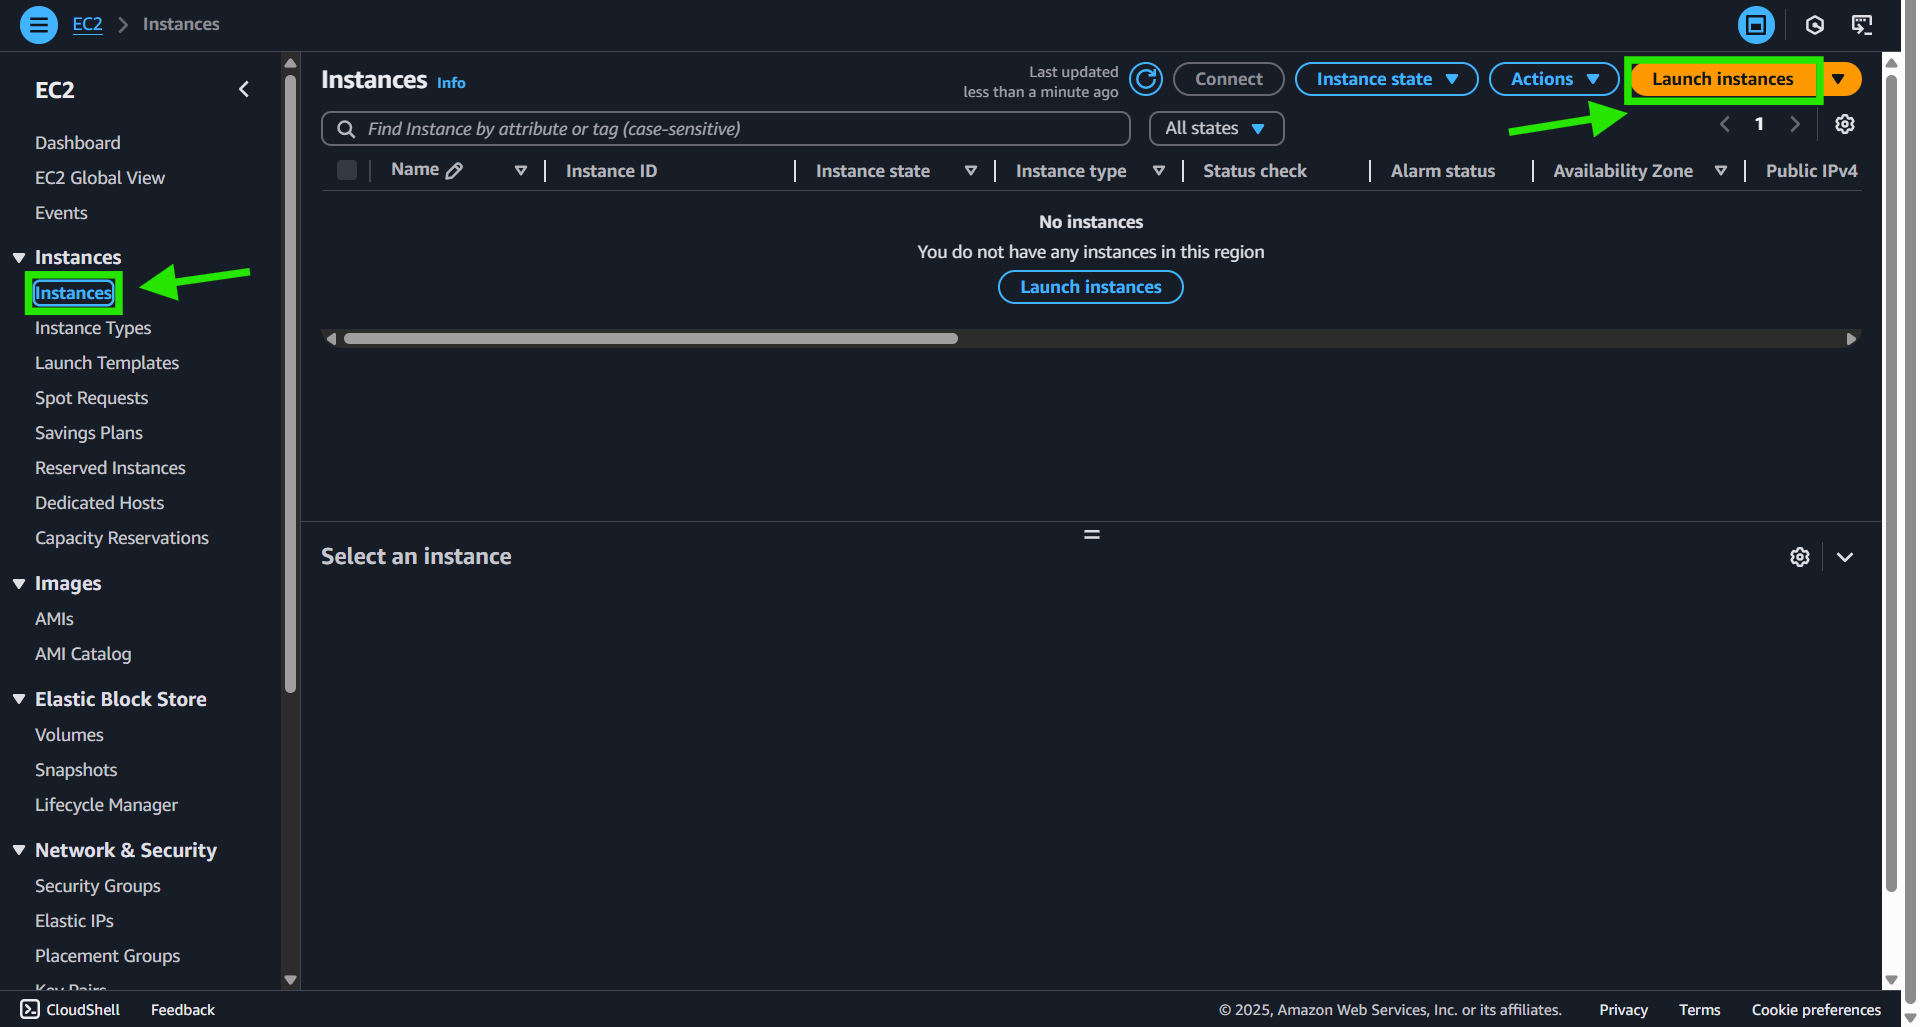 EC2 > Instances
EC2
Dashboard
EC2 Global View
Events
Instances
Instances
Instance Types
Launch Templates
Spot Requests
Savings Plans
Reserved Instances
Dedicated Hosts
Capacity Reservations
Images
AMIs
AMI Catalog
Elastic Block Store
Volumes
Snapshots
Lifecycle Manager
Network & Security
Security Groups
Elastic IPs
Placement Groups
Key Pairs
Instances Info
Last updated
less than a minute ago
Connect
Instance state
Actions
Launch instances
Find Instance by attribute or tag (case-sensitive)
All states
1
Name Instance ID Instance state Instance type Status check Alarm status Availability Zone Public IPv4
No instances
You do not have any instances in this region
Launch instances
Select an instance
CloudShell Feedback © 2025, Amazon Web Services, Inc. or its affiliates. Privacy Terms Cookie preferences